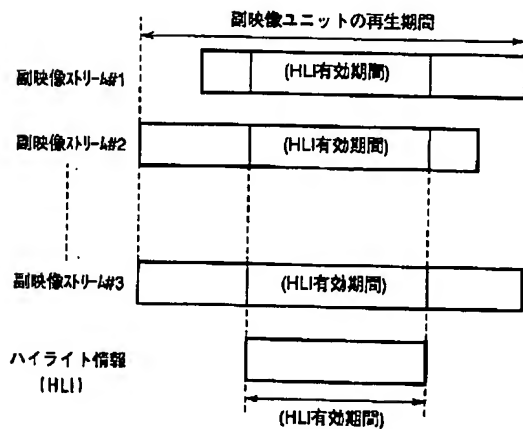 副映像ユニットの再生期間
副映像ストリーム#1
(HLI有効期間)
副映像ストリーム#2
(HLI有効期間)
副映像ストリーム#3
(HLI有効期間)
ハイライト情報
(HLI)
(HLI有効期間)